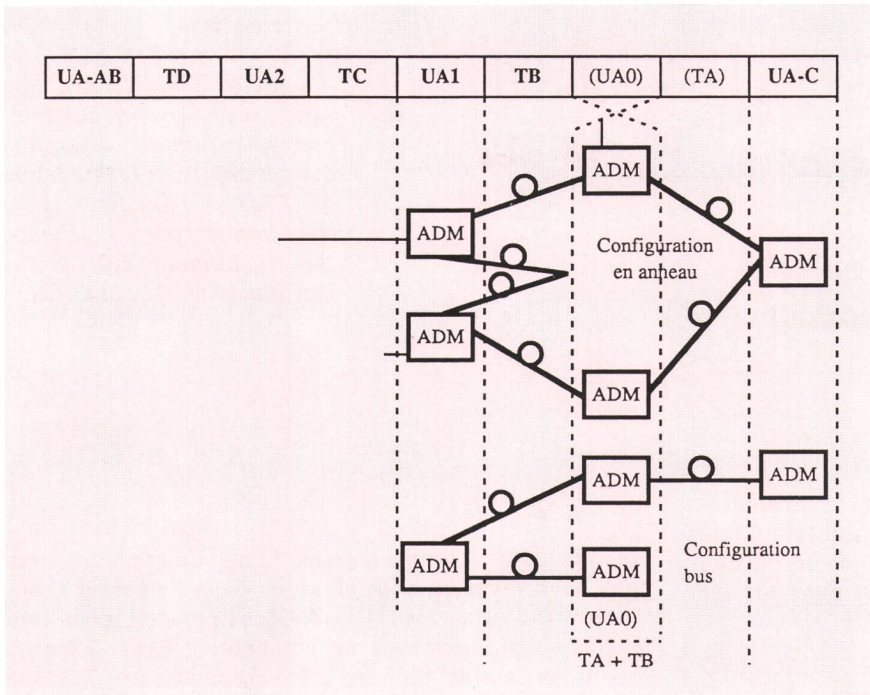 UA-AB TD UA2 TC UA1 TB (UA0) (TA) UA-C
ADM
ADM
Configuration
en anneau
ADM
ADM
ADM
ADM
ADM
Configuration
bus
ADM
ADM
(UA0)
TA + TB